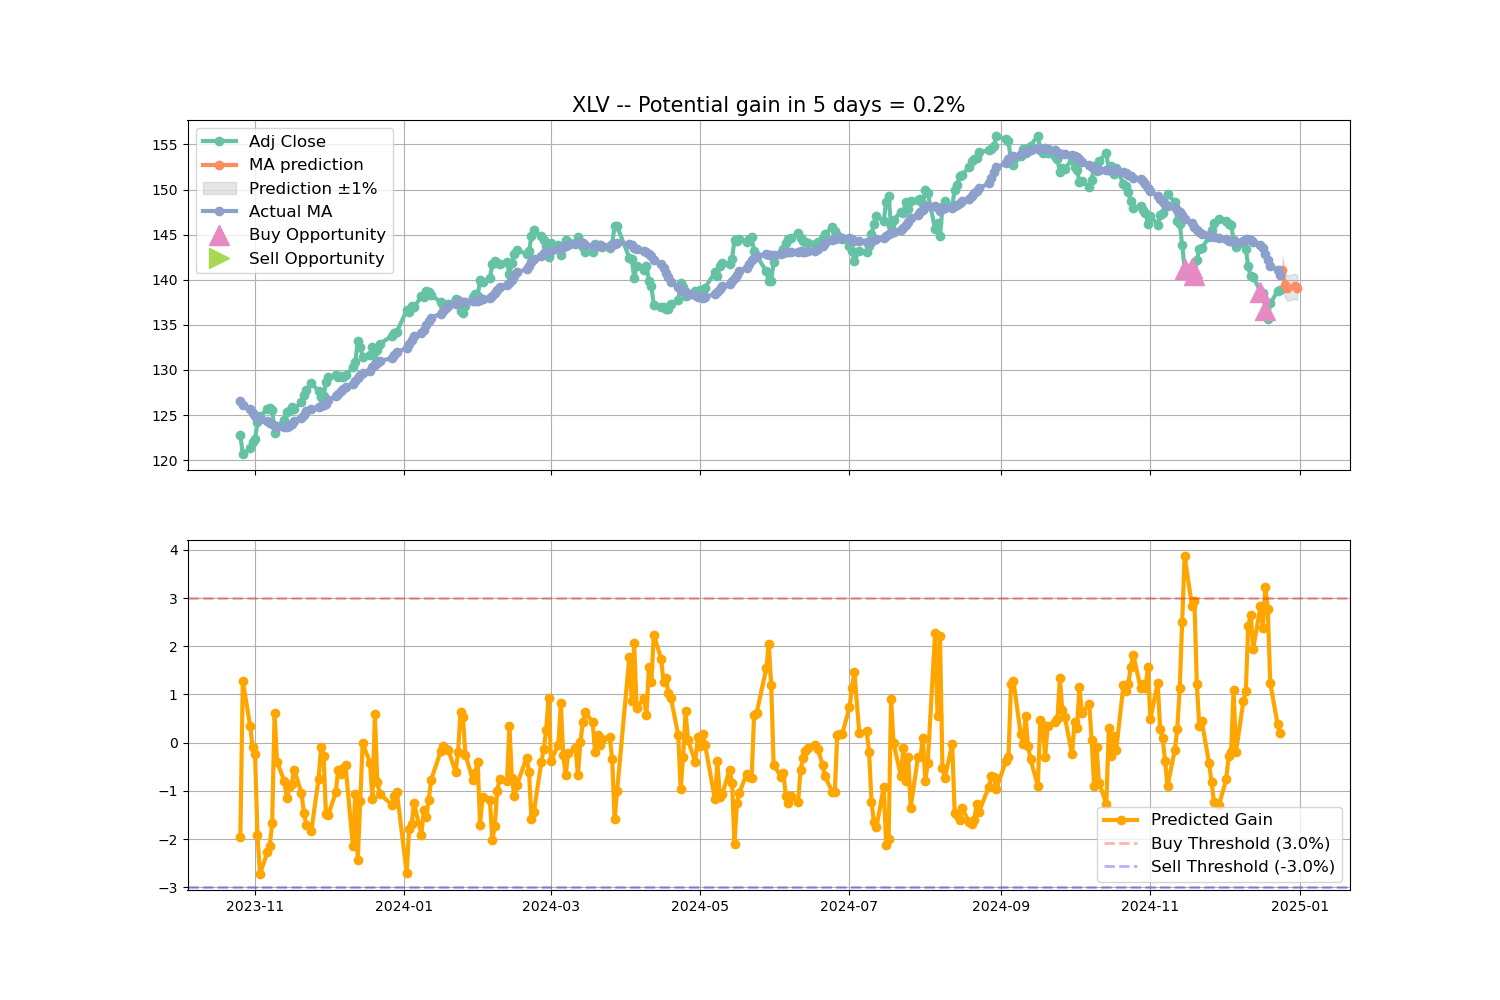 XLV -- Potential gain in 5 days = 0.2%
Adj Close
MA prediction
Prediction ±1%
Actual MA
Buy Opportunity
Sell Opportunity
155
150
145
140
135
130
125
120
4
3
2
1
0
−1
−2
−3
Predicted Gain
Buy Threshold (3.0%)
Sell Threshold (-3.0%)
2023-11
2024-01
2024-03
2024-05
2024-07
2024-09
2024-11
2025-01